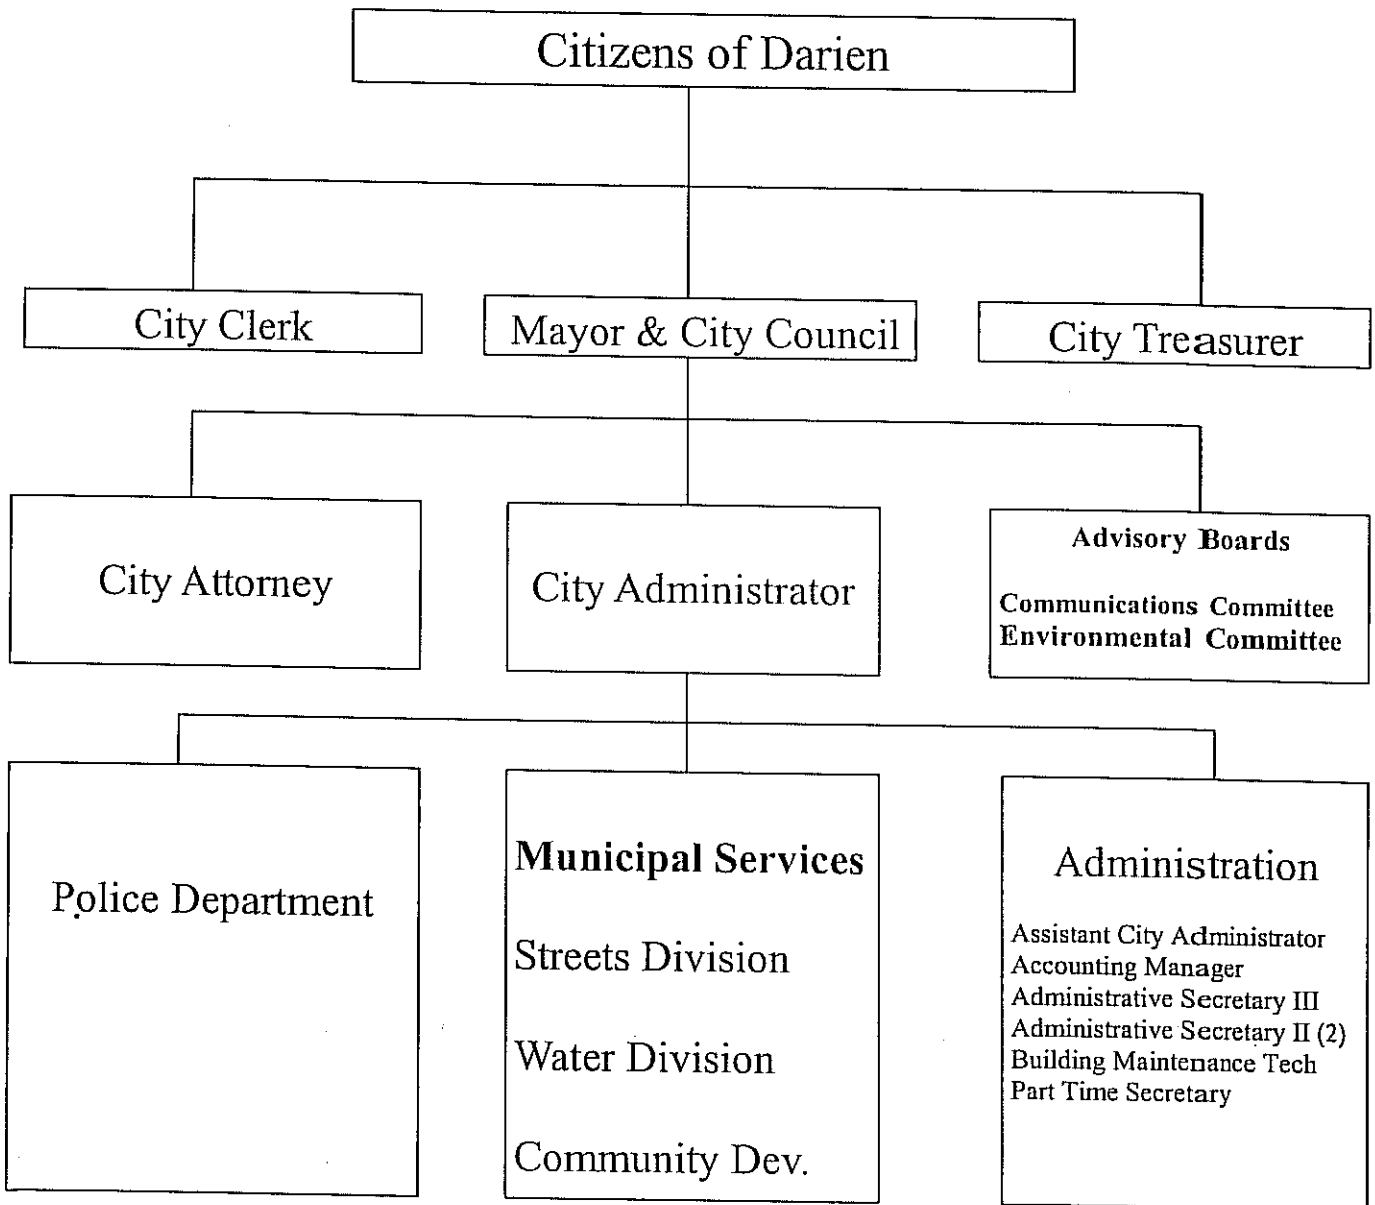 Citizens of Darien
City Clerk
Mayor & City Council
City Treasurer
City Attorney
City Administrator
Advisory Boards
Communications Committee
Environmental Committee
Police Department
Municipal Services
Streets Division
Water Division
Community Dev.
Administration
Assistant City Administrator
Accounting Manager
Administrative Secretary III
Administrative Secretary II (2)
Building Maintenance Tech
Part Time Secretary